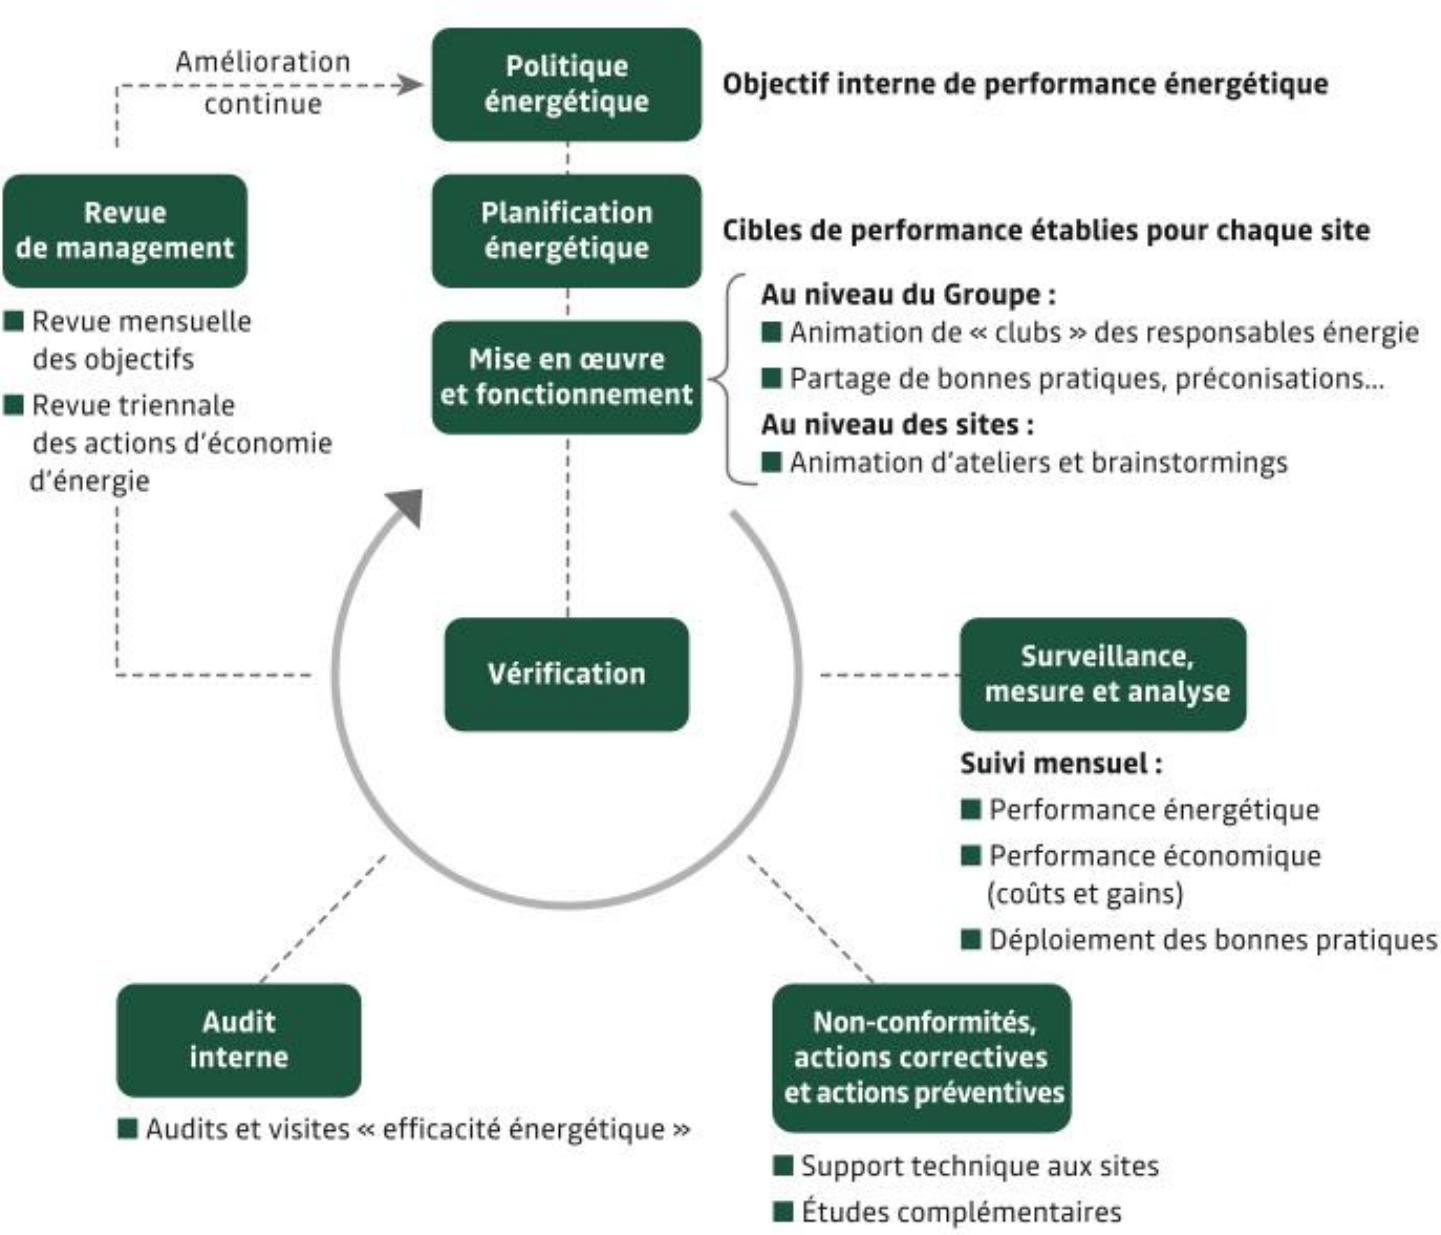 Amélioration
continue
Politique
énergétique
Objectif interne de performance énergétique
Revue
de management
Planification
énergétique
Cibles de performance établies pour chaque site
■ Revue mensuelle
des objectifs
■ Revue triennale
des actions d’économie
d’énergie
Mise en œuvre
et fonctionnement
Au niveau du Groupe :
■ Animation de « clubs » des responsables énergie
■ Partage de bonnes pratiques, préconisations...
Au niveau des sites :
■ Animation d’ateliers et brainstormings
Vérification
Surveillance,
mesure et analyse
Suivi mensuel :
■ Performance énergétique
■ Performance économique
(coûts et gains)
■ Déploiement des bonnes pratiques
Audit
interne
■ Audits et visites « efficacité énergétique »
Non-conformités,
actions correctives
et actions préventives
■ Support technique aux sites
■ Études complémentaires